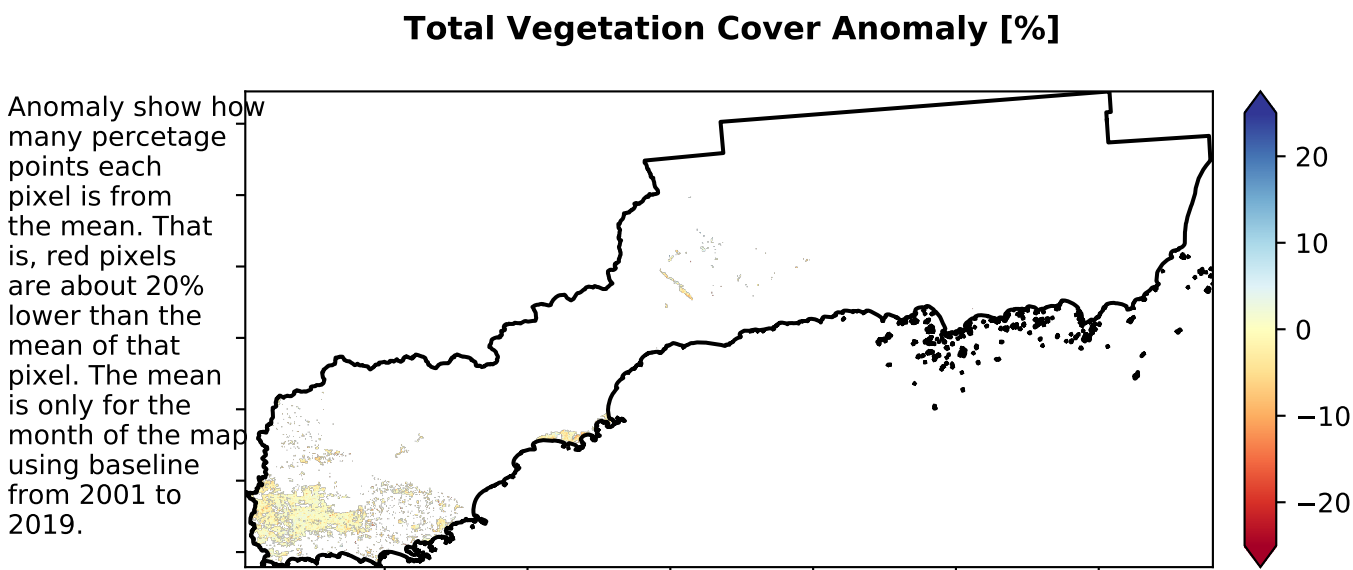 Total Vegetation Cover Anomaly [%]
Anomaly show how
many percetage
points each
pixel is from
the mean. That
is, red pixels
are about 20%
lower than the
mean of that
pixel. The mean
is only for the
month of the map
using baseline
from 2001 to
2019.
20
10
0
−10
−20